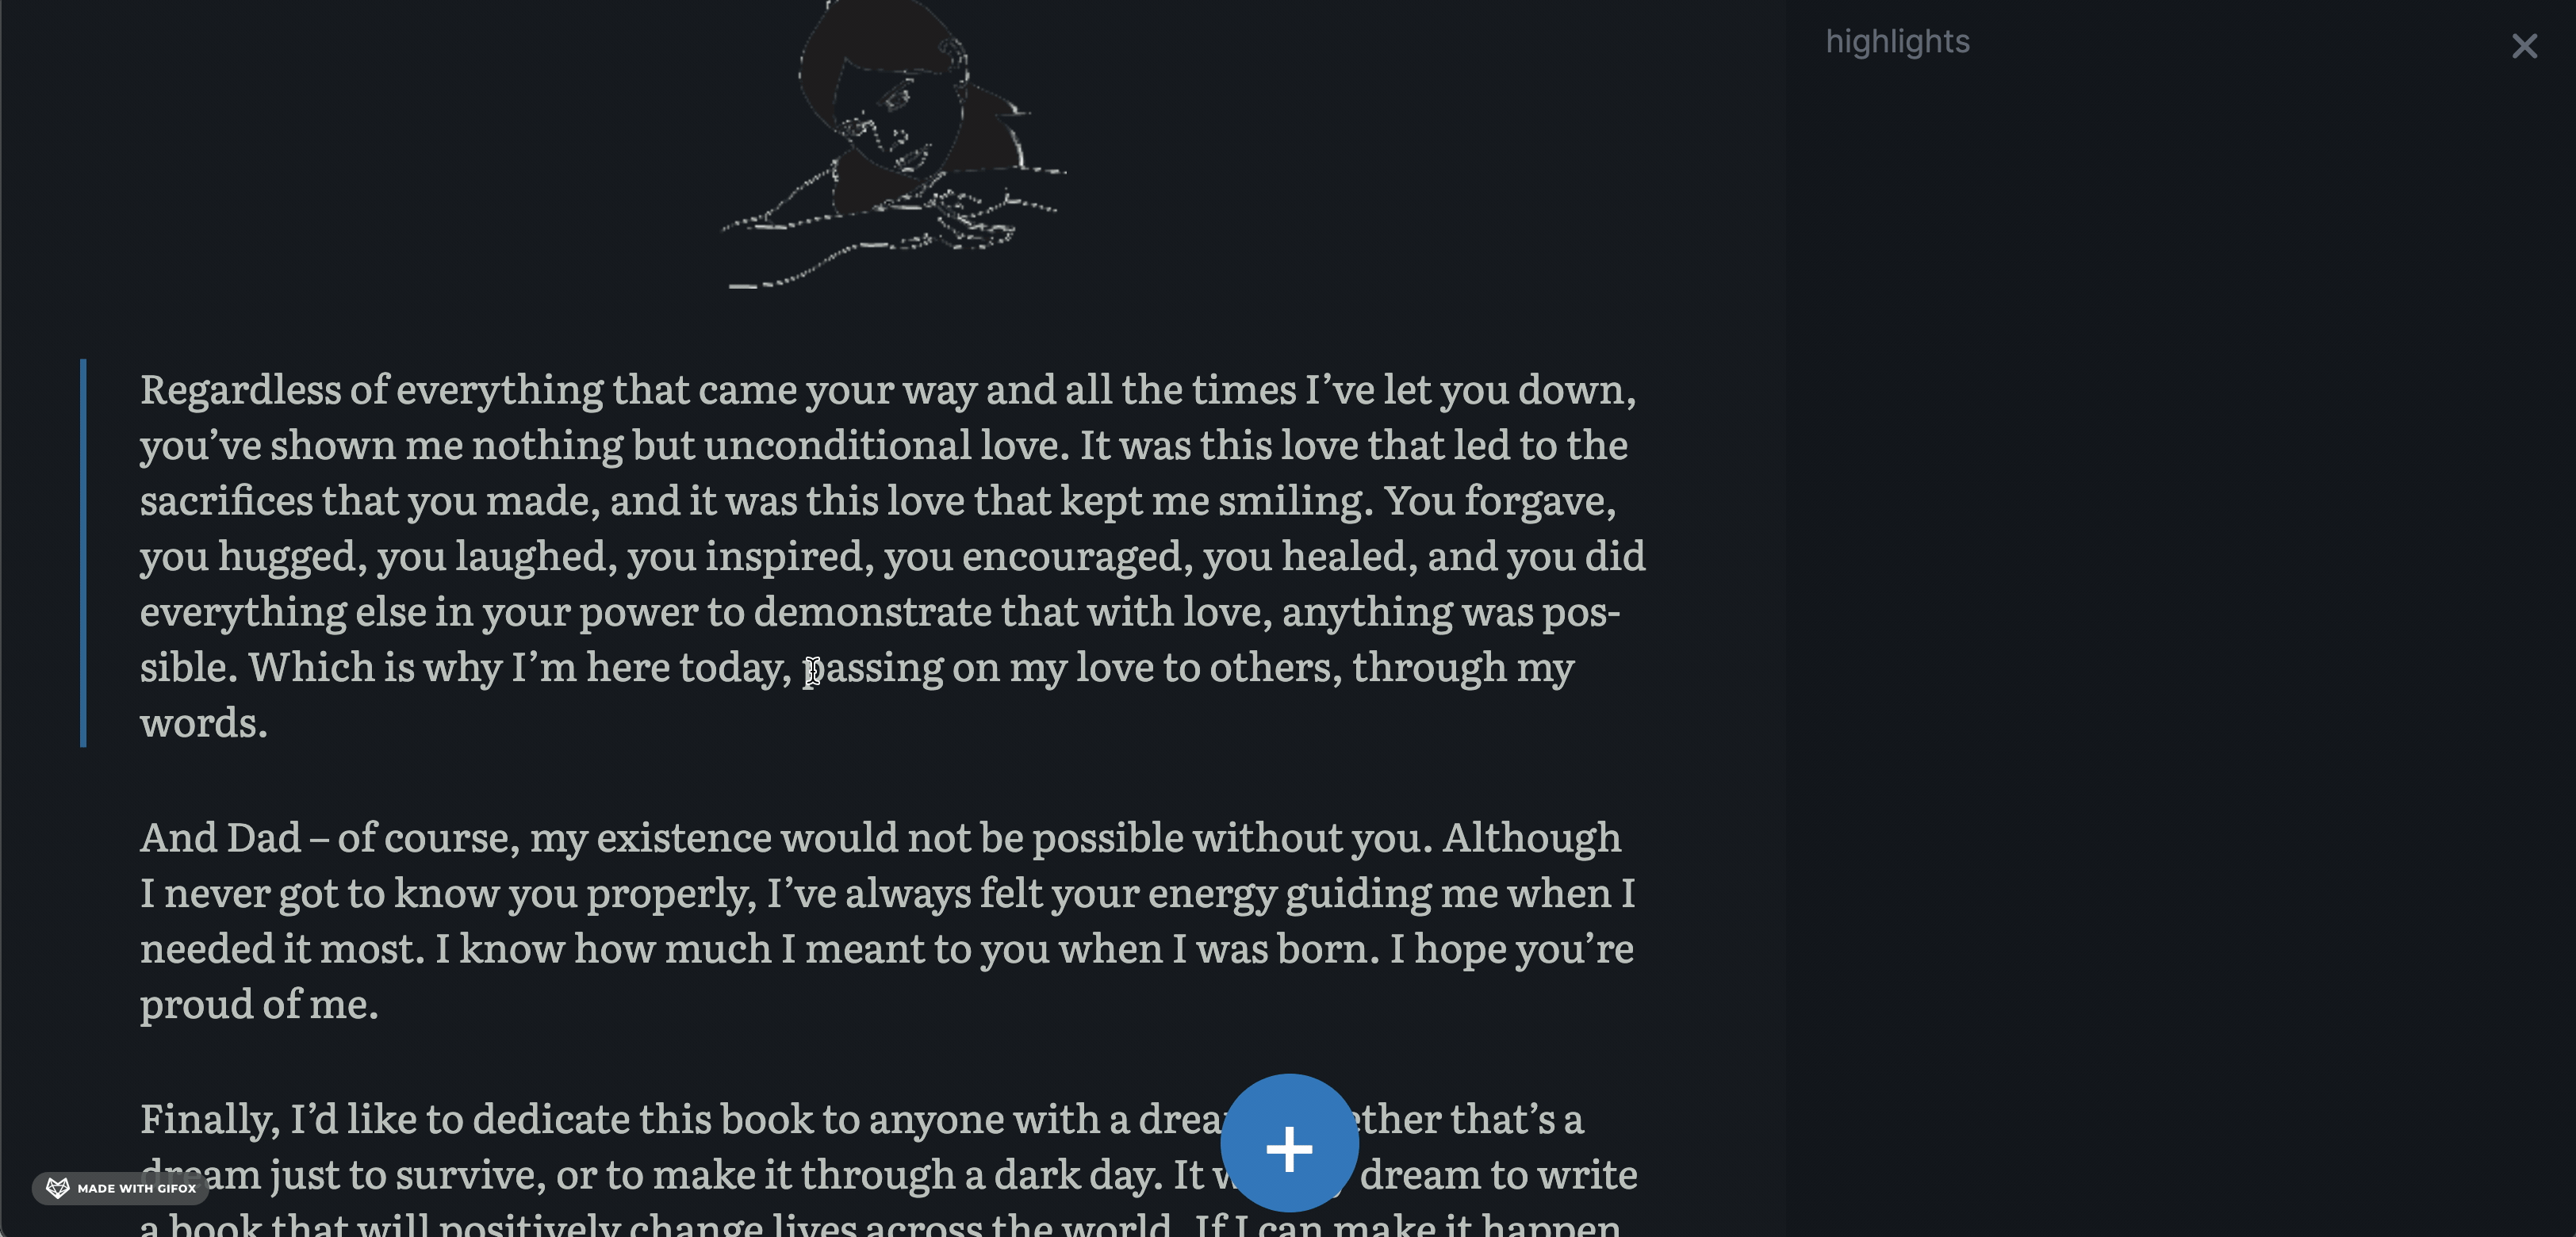 highlights
Regardless of everything that came your way and all the times I’ve let you down,
you’ve shown me nothing but unconditional love. It was this love that led to the
sacrifices that you made, and it was this love that kept me smiling. You forgave,
you hugged, you laughed, you inspired, you encouraged, you healed, and you did
everything else in your power to demonstrate that with love, anything was pos-
sible. Which is why I’m here today, passing on my love to others, through my
words.
And Dad – of course, my existence would not be possible without you. Although
I never got to know you properly, I’ve always felt your energy guiding me when I
needed it most. I know how much I meant to you when I was born. I hope you’re
proud of me.
Finally, I’d like to dedicate this book to anyone with a that’s a
dream just to survive, or to make it through a dark day. It dream to write
a book that will positively change lives across the world. If I can make it happen,
MADE WITH GIFOX